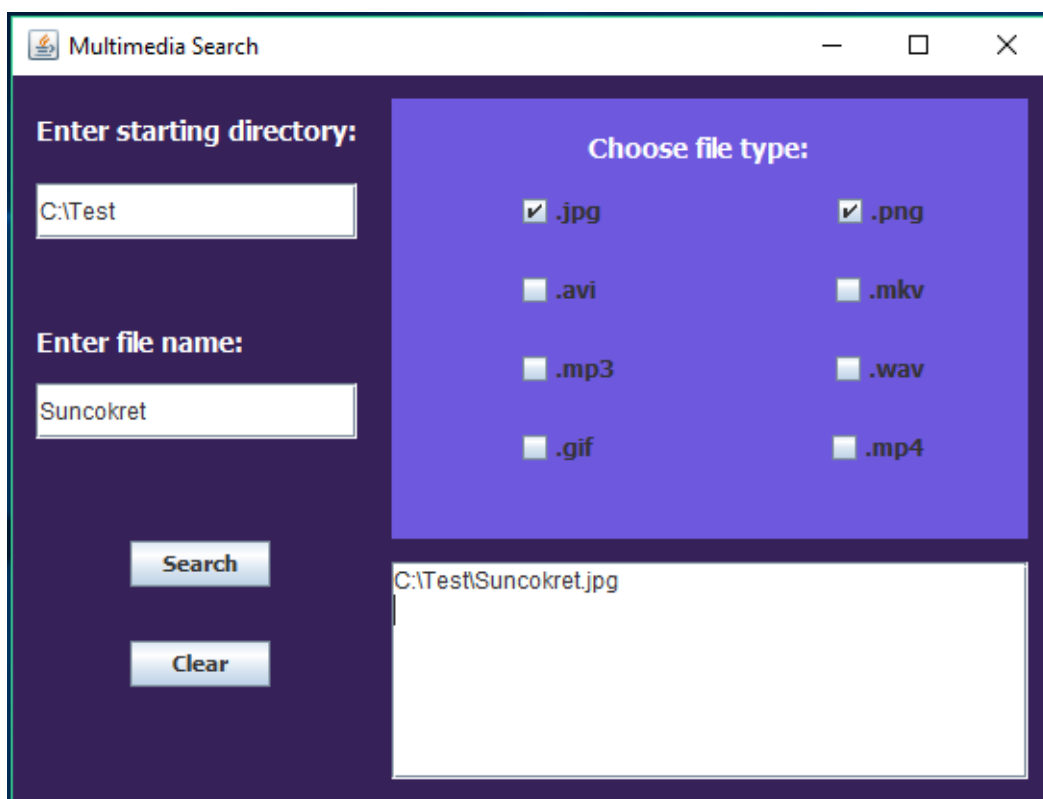 Multimedia Search
Enter starting directory:
C:\Test
Enter file name:
Suncokret
Search
Clear
Choose file type:
.jpg .png
.avi .mkv
.mp3 .wav
.gif .mp4
C:\Test\Suncokret.jpg